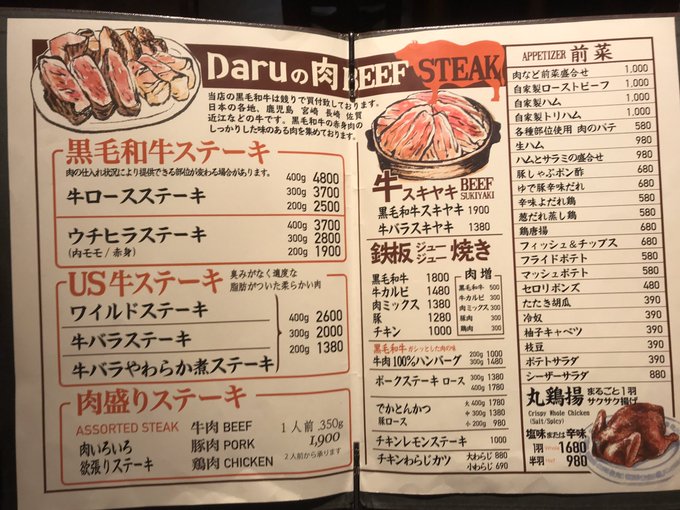 Daruの肉 BEEF STEAK
当店の黒毛和牛は競りで買付致しております。
日本の各地、鹿児島 宮崎 長崎 佐賀
近江などの牛です。黒毛和牛の赤身肉の
しっかりした味のある肉を集めております。
黒毛和牛ステーキ
肉の仕入れ状況により提供できる部位が変わる場合があります。
牛ロースステーキ
400g 4800
300g 3700
200g 2500
ウチヒラステーキ
(内モモ / 赤身)
400g 3700
300g 2800
200g 1900
US牛ステーキ
臭みがなく適度な
脂肪がついた柔らかい肉
ワイルドステーキ
牛バラステーキ
牛バラやわらか煮ステーキ
400g 2600
300g 2000
200g 1380
肉盛りステーキ
ASSORTED STEAK
肉いろいろ
欲張りステーキ
牛肉 BEEF
豚肉 PORK
鶏肉 CHICKEN
1人前 350g
1,900
2人前から承ります
牛スキヤキ BEEF SUKIYAKI
黒毛和牛スキヤキ 1900
牛バラスキヤキ 1380
鉄板ジュージュー焼き
黒毛和牛 1800
牛カルビ 1480
肉ミックス 1380
豚 1280
チキン 1000
肉増
黒毛和牛 500
牛カルビ 300
肉ミックス 300
豚肉 300
鶏肉 300
黒毛和牛 ガシッとした肉の味
牛肉100%ハンバーグ 200g 1000
300g 1480
ポークステーキ ロース 300g 1380
400g 1780
でかとんかつ
豚ロース
大 400g 1780
中 300g 1380
小 200g 980
チキンレモンステーキ 1000
チキンわらじカツ 大わらじ 880
小わらじ 690
APPETIZER 前菜
肉など前菜盛合せ 1,000
自家製ローストビーフ 1,000
自家製ハム 1,000
自家製トリハム 1,000
各種部位使用 肉のパテ 580
生ハム 980
ハムとサラミの盛合せ 980
豚しゃぶポン酢 680
ゆで豚辛味だれ 680
辛味よだれ鶏 680
葱だれ蒸し鶏 580
鶏唐揚 680
フィッシュ&チップス 680
フライドポテト 580
マッシュポテト 580
セロリポンズ 480
たたき胡瓜 390
冷奴 390
柚子キャベツ 390
枝豆 390
ポテトサラダ 390
シーザーサラダ 880
丸鶏揚 まるごと1羽
サクサク揚げ
Crispy Whole Chicken
(Salt/Spicy)
塩味または辛味
1羽 1680
半羽 980